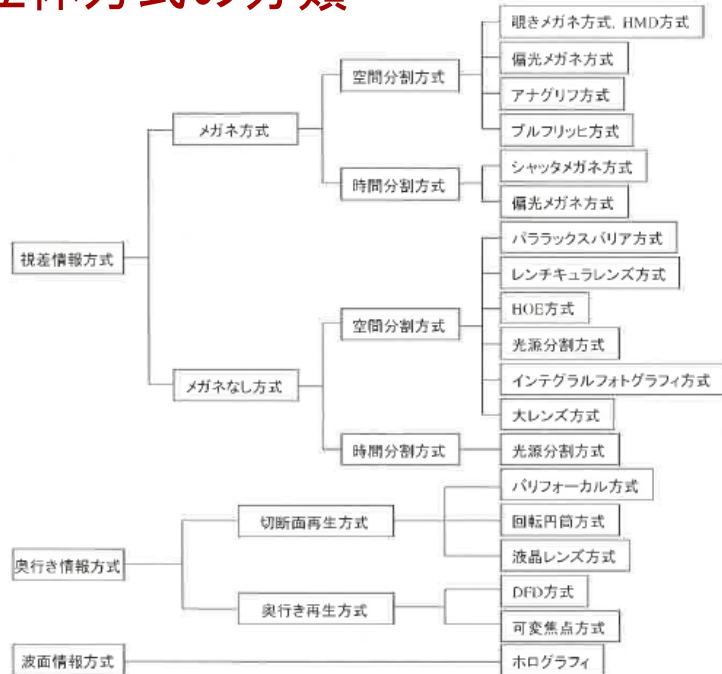 立体方式の分類
覗きメガネ方式, HMD方式
偏光メガネ方式
空間分割方式
アナグリフ方式
メガネ方式
プルフリッヒ方式
シャッタメガネ方式
時間分割方式
偏光メガネ方式
パララックスバリア方式
視差情報方式
レンチキュラレンズ方式
HOE方式
空間分割方式
光源分割方式
メガネなし方式
インテグラルフォトグラフィ方式
大レンズ方式
時間分割方式
光源分割方式
バリフォーカル方式
切断面再生方式
回転円筒方式
液晶レンズ方式
奥行き情報方式
DFD方式
奥行き再生方式
可変焦点方式
波面情報方式
ホログラフィ